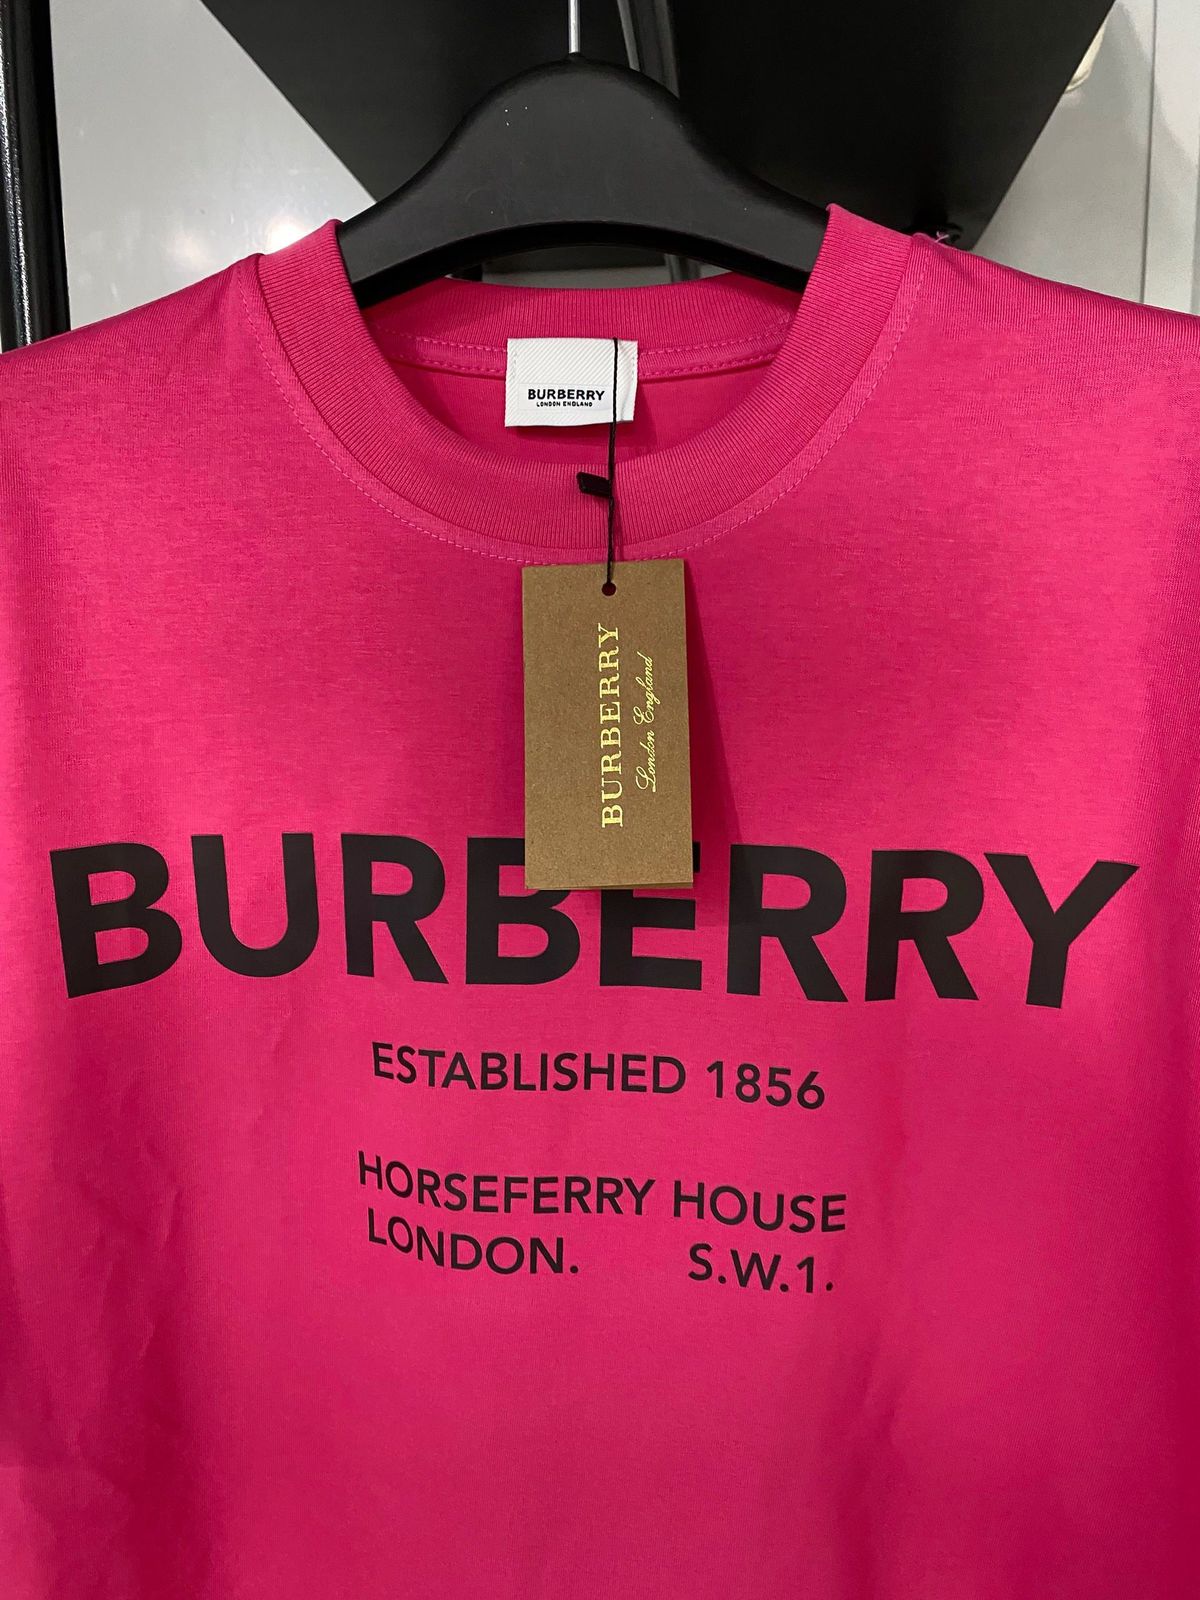 BURBERRY
LONDON ENGLAND
BURBERRY
London England
BURBERRY
ESTABLISHED 1856
HORSEFERRY HOUSE
LONDON. S.W.1.